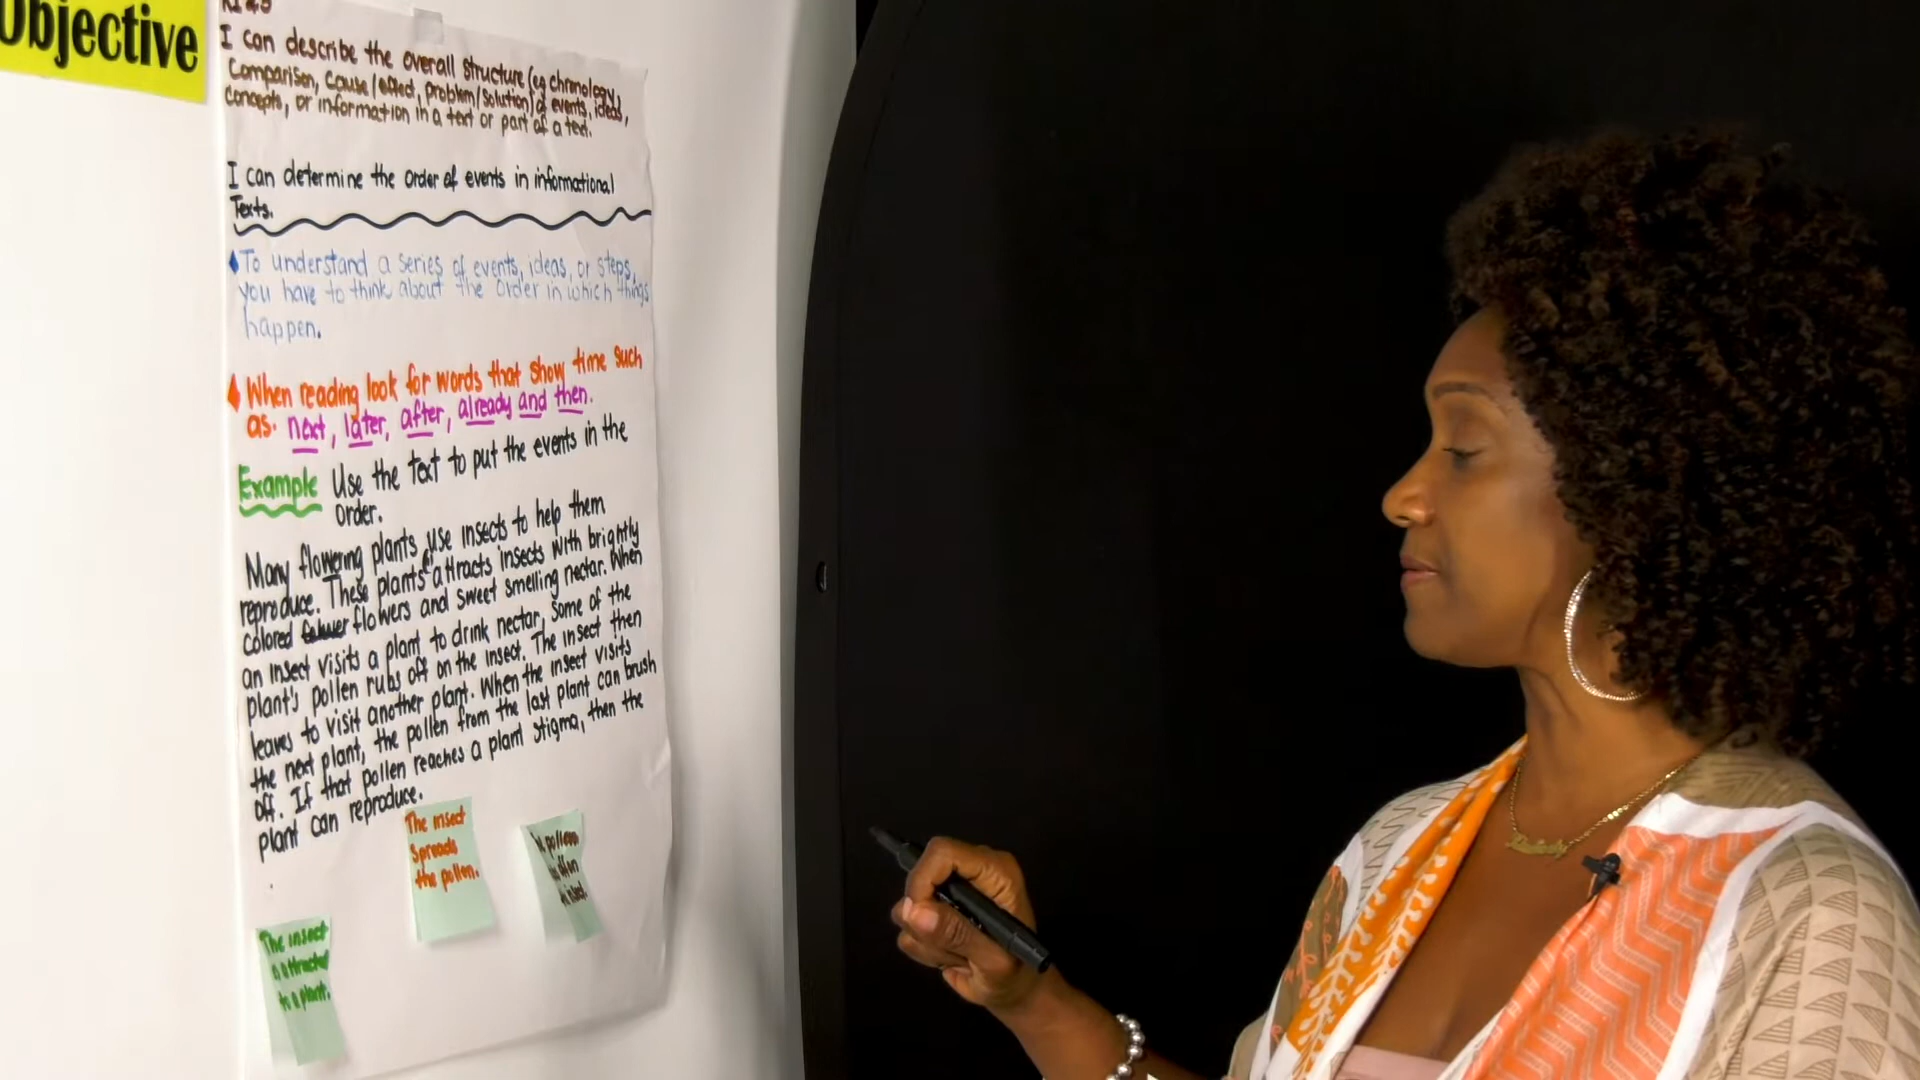 Objective
I can describe the overall structure (eg chronology,
Comparison, cause/effect, problem/solution) of events, ideas,
concepts, or information in a text or part of a text.
I can determine the order of events in informational
Texts.
To understand a series of events, ideas, or steps,
you have to think about the order in which things
happen.
When reading look for words that show time such
as. next, later, after, already and then.
Example Use the text to put the events in the
order.
Many flowering plants use insects to help them
reproduce. These plants attracts insects with brightly
colored flowers and sweet smelling nectar. When
an insect visits a plant to drink nectar, some of the
plant's pollen rubs off on the insect. The insect then
leaves to visit another plant. When the insect visits
the next plant, the pollen from the last plant can brush
off. If that pollen reaches a plant stigma, then the
plant can reproduce.
The insect
Spreads
the pollen.
pollen
The insect
to a plant.